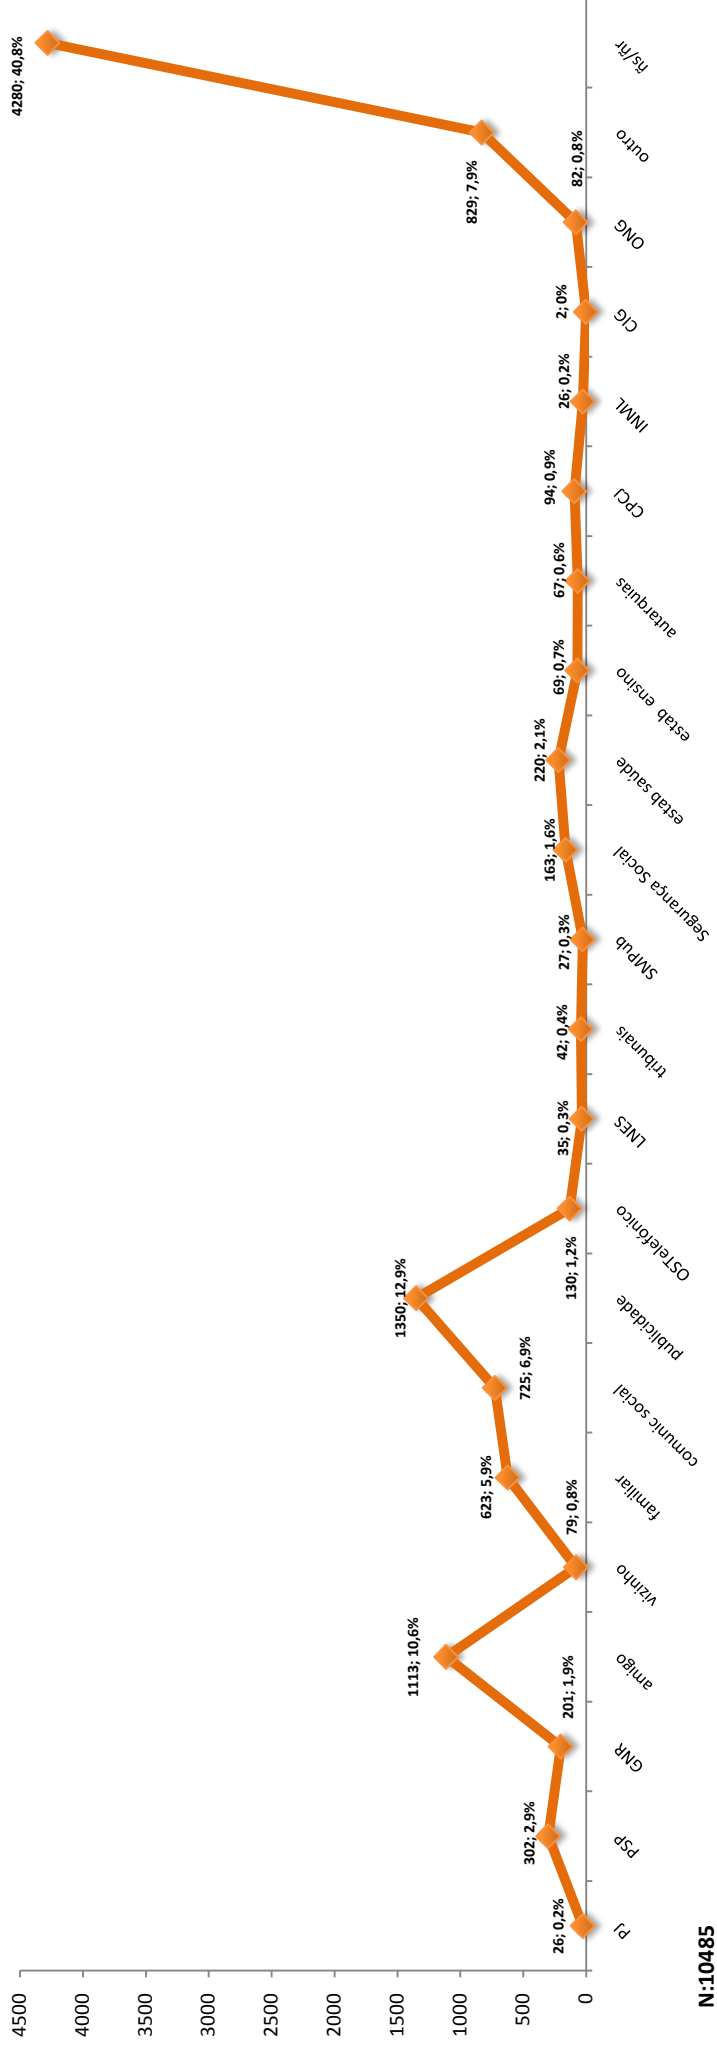 4500
4000
3500
3000
2500
2000
1500
1000
500
0
26; 0,2%
302; 2,9%
201; 1,9%
1113; 10,6%
79; 0,8%
623; 5,9%
725; 6,9%
1350; 12,9%
130; 1,2%
35; 0,3%
42; 0,4%
27; 0,3%
163; 1,6%
220; 2,1%
69; 0,7%
67; 0,6%
94; 0,9%
26; 0,2%
2; 0%
82; 0,8%
829; 7,9%
4280; 40,8%
PJ
PSP
GNR
amigo
vizinho
familiar
comunic social
publicidade
OSTelefónico
LNES
tribunais
SMPub
Segurança Social
estab saúde
estab ensino
autarquias
CPCJ
INML
CIG
ONG
outro
ñs/ñr
N:10485